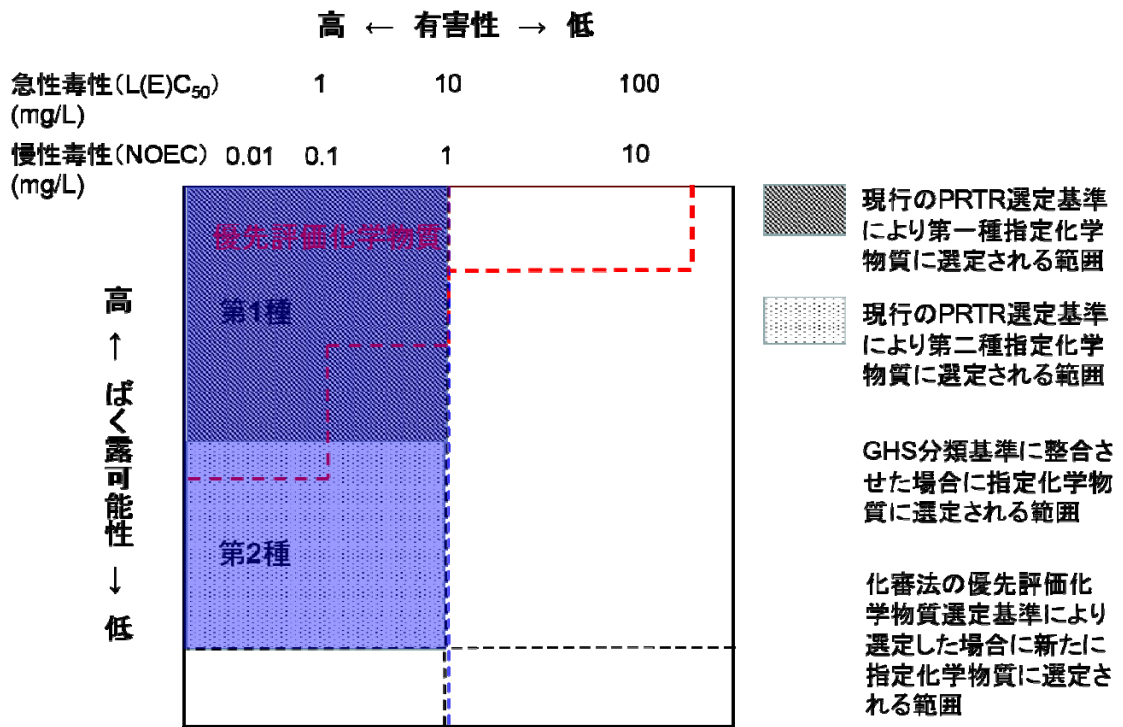 高 ← 有害性 → 低
急性毒性(L(E)C50) 1 10 100
(mg/L)
慢性毒性(NOEC) 0.01 0.1 1 10
(mg/L)
優先評価化学物質
第1種
第2種
高 ← ばく露可能性 → 低
現行のPRTR選定基準
により第一種指定化学
物質に選定される範囲
現行のPRTR選定基準
により第二種指定化学
物質に選定される範囲
GHS分類基準に整合さ
せた場合に指定化学物
質に選定される範囲
化審法の優先評価化
学物質選定基準により
選定した場合に新たに
指定化学物質に選定さ
れる範囲